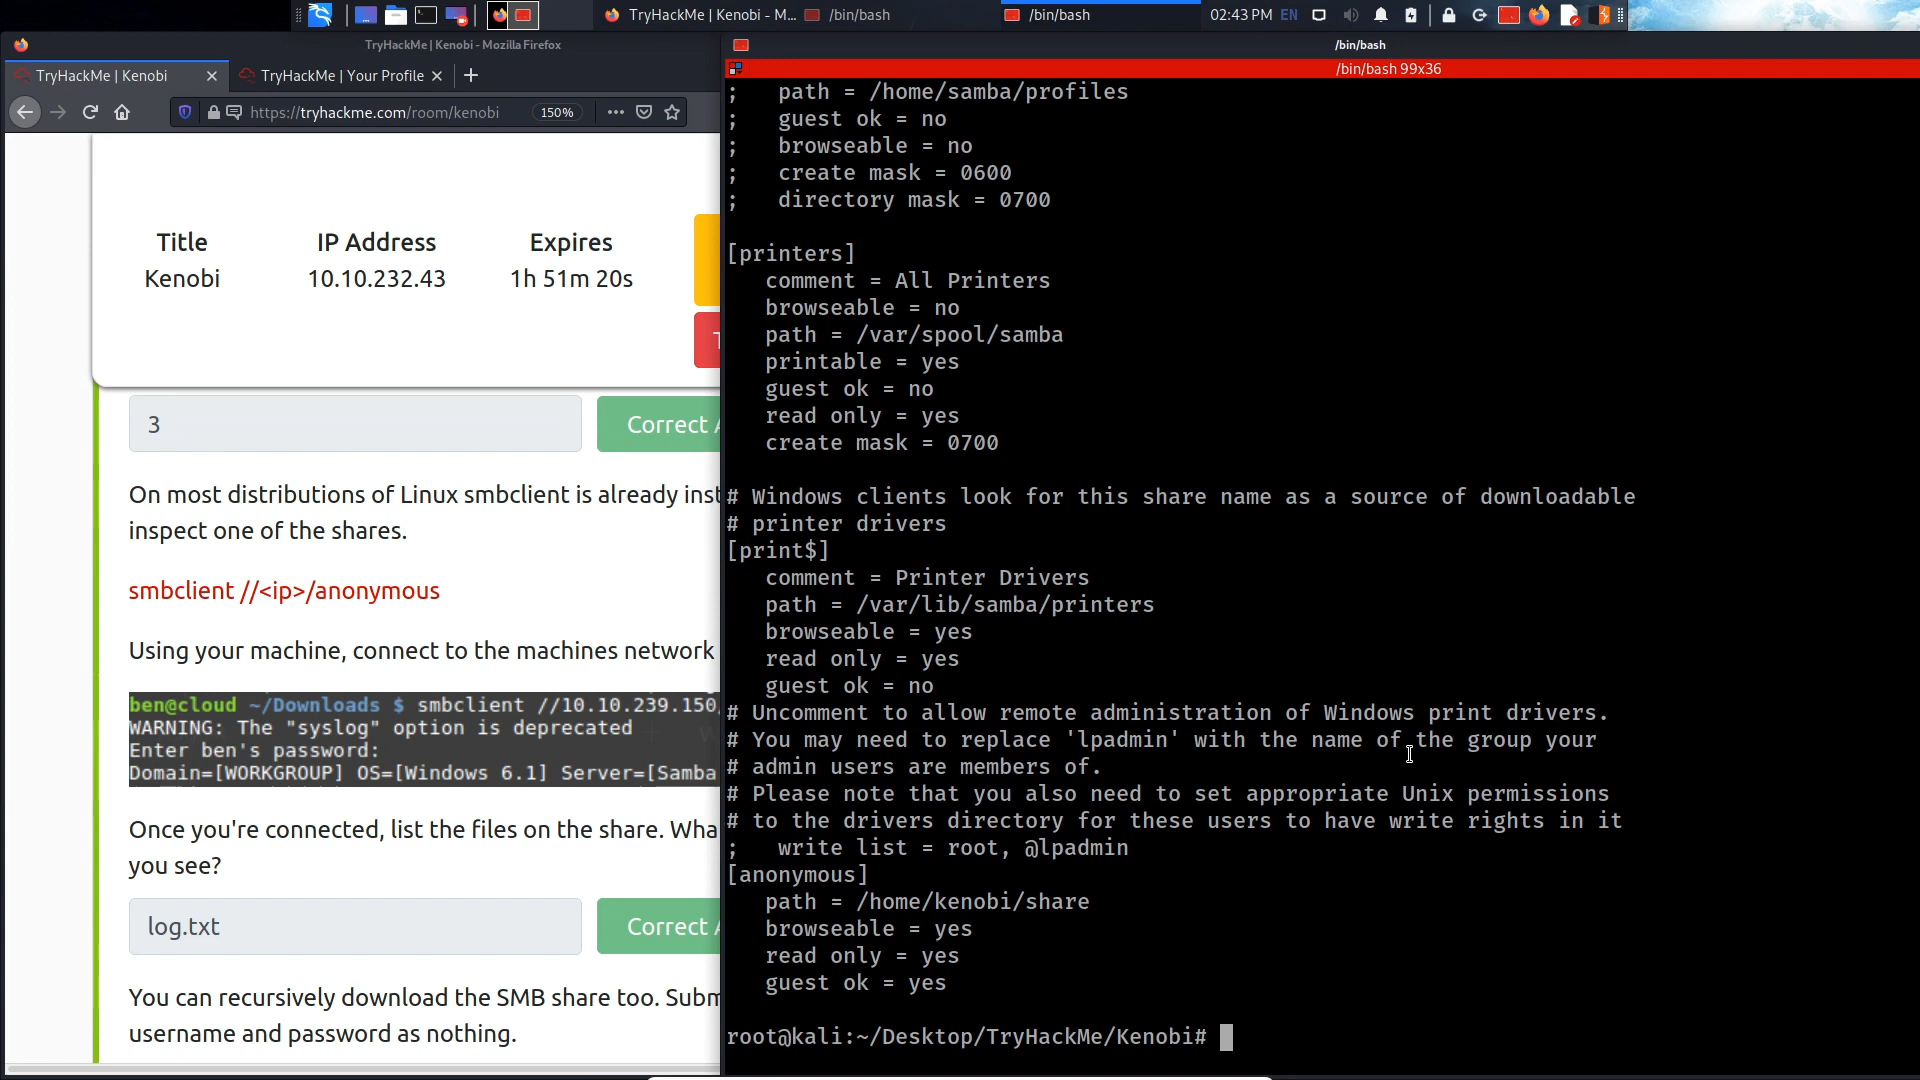 TryHackMe | Kenobi - M...
/bin/bash
/bin/bash
02:43 PM
EN
TryHackMe | Kenobi - Mozilla Firefox
TryHackMe | Kenobi
TryHackMe | Your Profile
https://tryhackme.com/room/kenobi
150%
Title
IP Address
Expires
Kenobi
10.10.232.43
1h 51m 20s
T
3
Correct A
On most distributions of Linux smbclient is already inst
inspect one of the shares.
smbclient //<ip>/anonymous
Using your machine, connect to the machines network
ben@cloud ~/Downloads $ smbclient //10.10.239.150/
WARNING: The "syslog" option is deprecated
Enter ben's password:
Domain=[WORKGROUP] OS=[Windows 6.1] Server=[Samba
Once you're connected, list the files on the share. Wha
you see?
log.txt
Correct A
You can recursively download the SMB share too. Subm
username and password as nothing.
/bin/bash
/bin/bash 99x36
;   path = /home/samba/profiles
;   guest ok = no
;   browseable = no
;   create mask = 0600
;   directory mask = 0700
[printers]
   comment = All Printers
   browseable = no
   path = /var/spool/samba
   printable = yes
   guest ok = no
   read only = yes
   create mask = 0700
# Windows clients look for this share name as a source of downloadable
# printer drivers
[print$]
   comment = Printer Drivers
   path = /var/lib/samba/printers
   browseable = yes
   read only = yes
   guest ok = no
# Uncomment to allow remote administration of Windows print drivers.
# You may need to replace 'lpadmin' with the name of the group your
# admin users are members of.
# Please note that you also need to set appropriate Unix permissions
# to the drivers directory for these users to have write rights in it
;   write list = root, @lpadmin
[anonymous]
   path = /home/kenobi/share
   browseable = yes
   read only = yes
   guest ok = yes
root@kali:~/Desktop/TryHackMe/Kenobi#